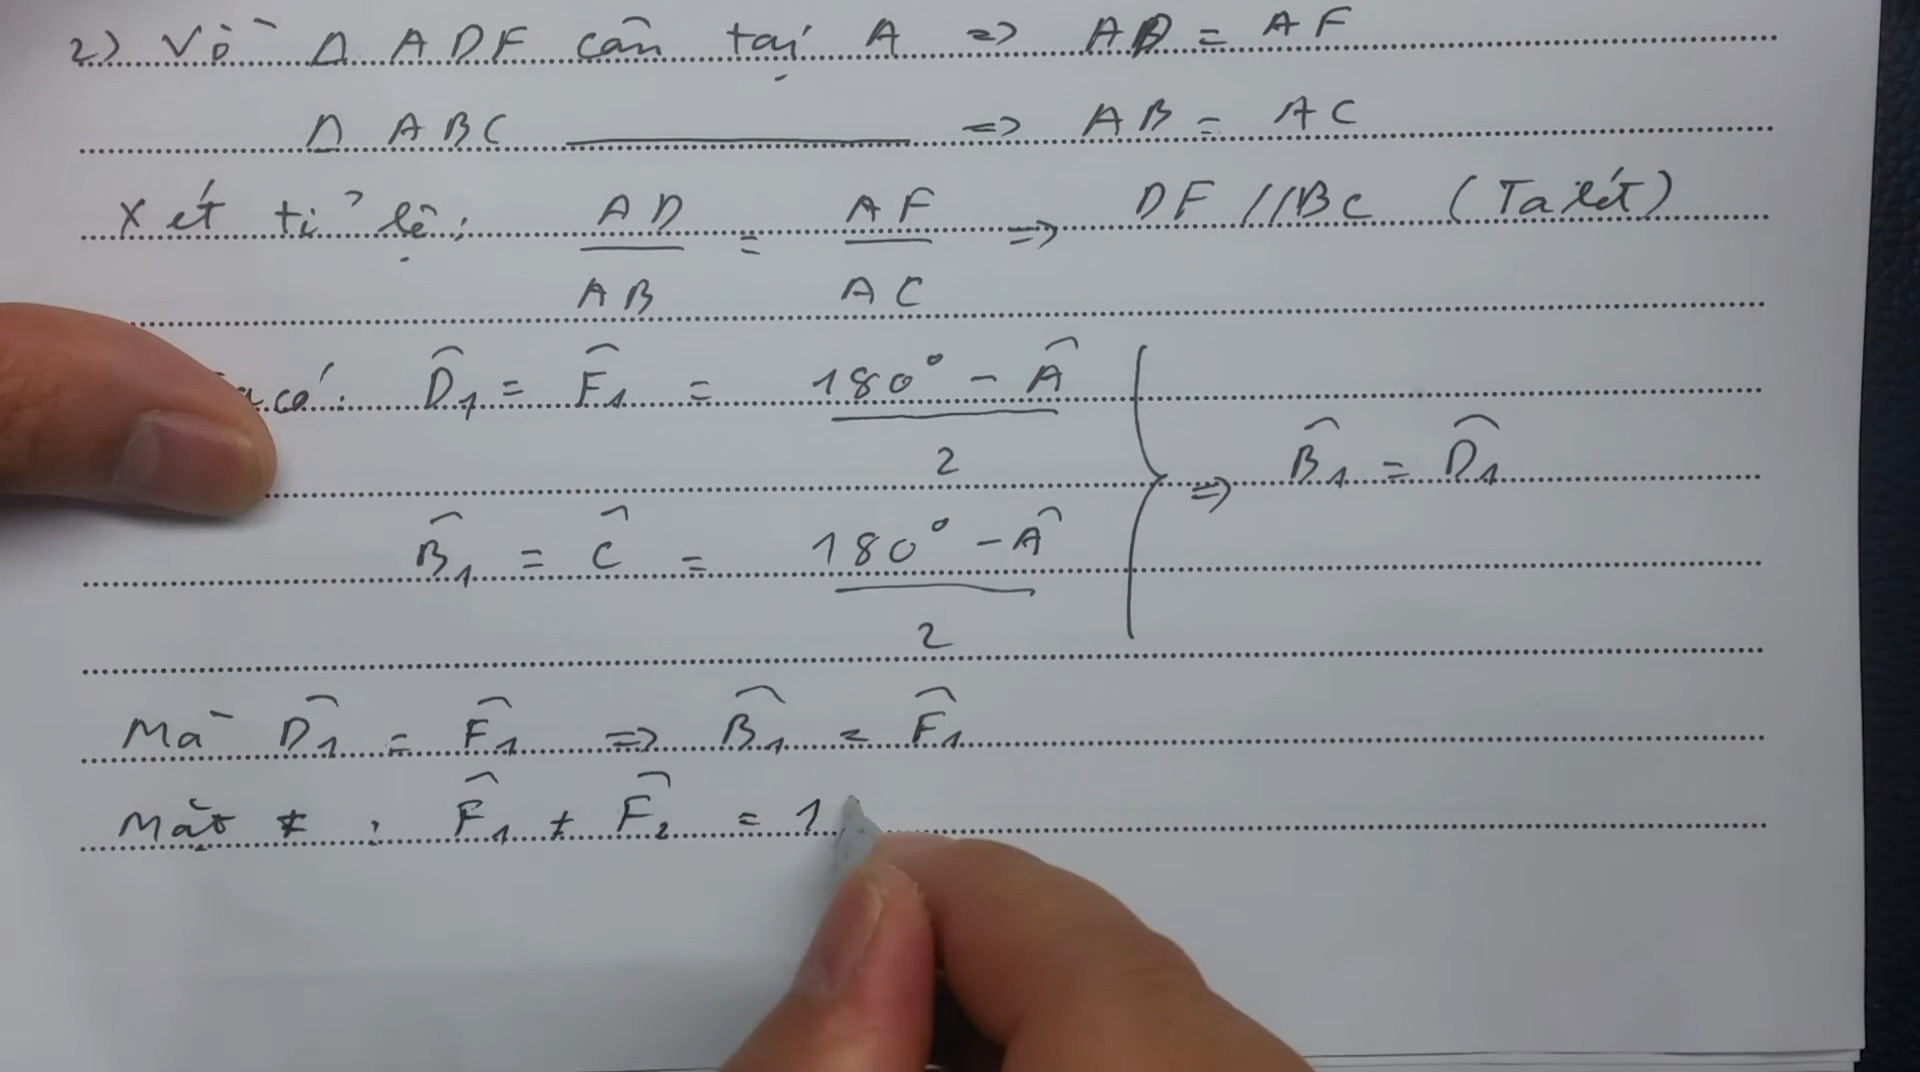 2) Vì Δ ADF cân tại A => AD = AF
Δ ABC ________ => AB = AC
Xét tỉ lệ: AD/AB = AF/AC => DF // BC (Ta lét)
có: D̂₁ = F̂₁ = (180° - Â)/2
B̂₁ = Ĉ = (180° - Â)/2 } => B̂₁ = D̂₁
Mà D̂₁ = F̂₁ => B̂₁ = F̂₁
Mặt ≠ : F̂₁ + F̂₂ = 1